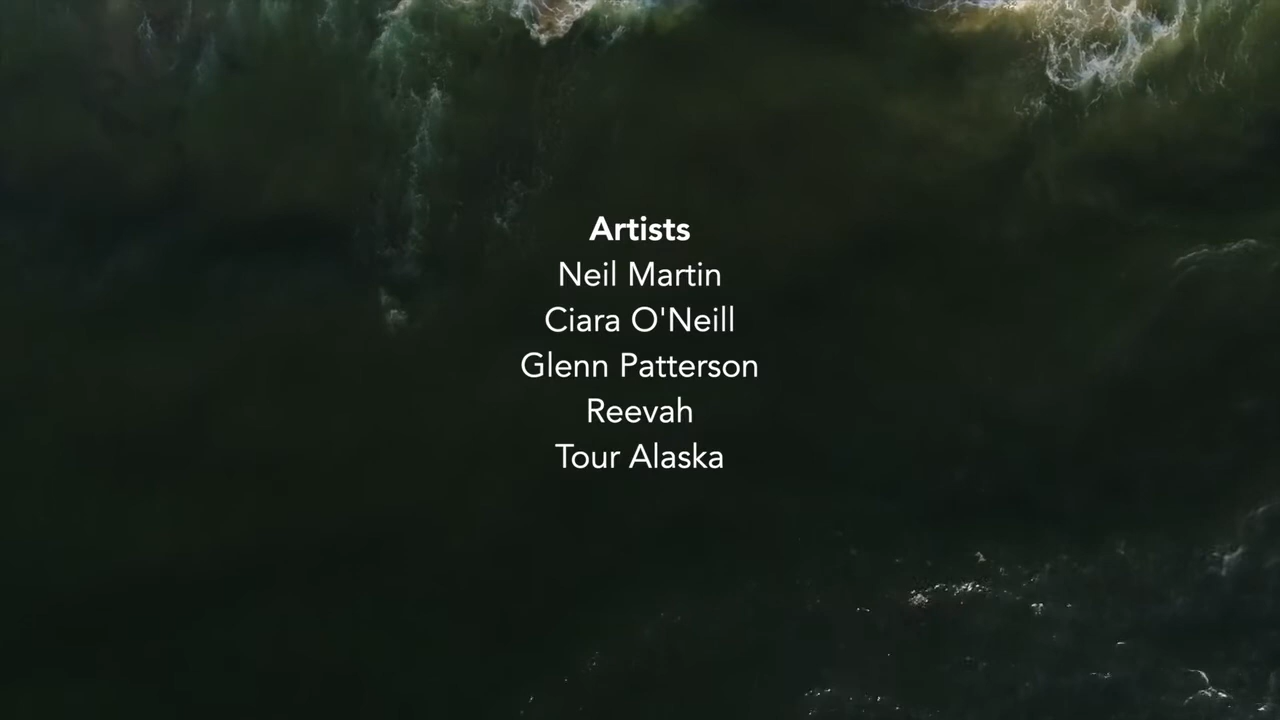 Artists
Neil Martin
Ciara O'Neill
Glenn Patterson
Reevah
Tour Alaska